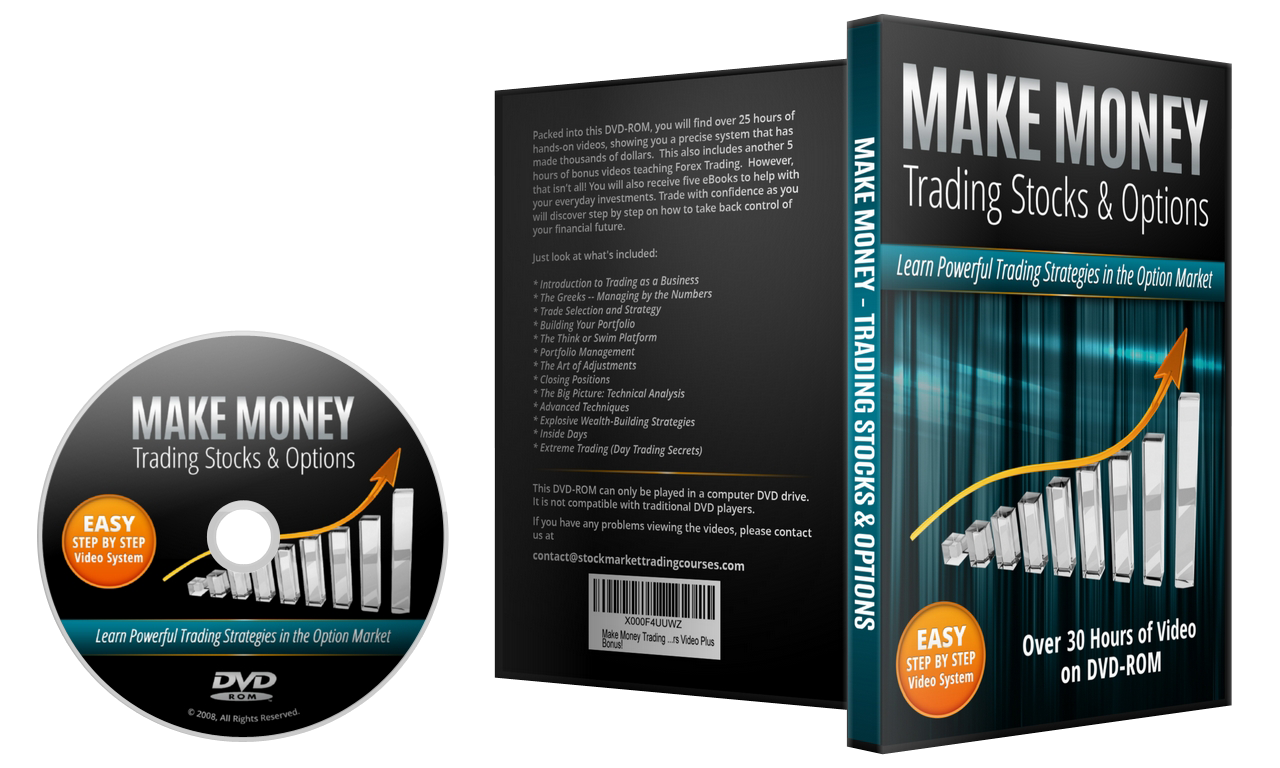 MAKE MONEY
Trading Stocks & Options
EASY
STEP BY STEP
Video System
Learn Powerful Trading Strategies in the Option Market
DVD
ROM
© 2008, All Rights Reserved.
Packed into this DVD-ROM, you will find over 25 hours of
hands-on videos, showing you a precise system that has
made thousands of dollars. This also includes another 5
hours of bonus videos teaching Forex Trading. However,
that isn't all! You will also receive five eBooks to help with
your everyday investments. Trade with confidence as you
will discover step by step on how to take back control of
your financial future.
Just look at what's included:
* Introduction to Trading as a Business
* The Greeks -- Managing by the Numbers
* Trade Selection and Strategy
* Building Your Portfolio
* The Think or Swim Platform
* Portfolio Management
* The Art of Adjustments
* Closing Positions
* The Big Picture: Technical Analysis
* Advanced Techniques
* Explosive Wealth-Building Strategies
* Inside Days
* Extreme Trading (Day Trading Secrets)
This DVD-ROM can only be played in a computer DVD drive.
It is not compatible with traditional DVD players.
If you have any problems viewing the videos, please contact
us at
contact@stockmarkettradingcourses.com
X000F4UUWZ
Make Money Trading ...rs Video Plus
Bonus!
MAKE MONEY - TRADING STOCKS & OPTIONS
MAKE MONEY
Trading Stocks & Options
Learn Powerful Trading Strategies in the Option Market
EASY
STEP BY STEP
Video System
Over 30 Hours of Video
on DVD-ROM